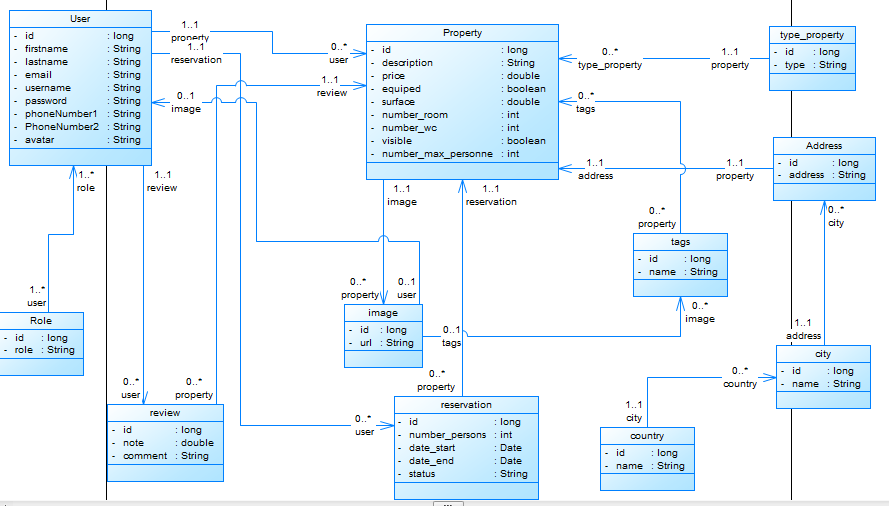 User
- id : long
- firstname : String
- lastname : String
- email : String
- username : String
- password : String
- phoneNumber1 : String
- PhoneNumber2 : String
- avatar : String
1..1
property
1..1
reservation
0..*
user
1..1
review
0..1
image
Property
- id : long
- description : String
- price : double
- equiped : boolean
- surface : double
- number_room : int
- number_wc : int
- visible : boolean
- number_max_personne : int
0..*
type_property
1..1
property
type_property
- id : long
- type : String
0..*
tags
1..1
address
1..1
property
Address
- id : long
- address : String
1..*
role
1..1
review
1..1
image
1..1
reservation
0..*
property
0..*
city
tags
- id : long
- name : String
1..*
user
Role
- id : long
- role : String
0..*
property
0..1
user
image
- id : long
- url : String
0..1
tags
0..*
image
1..1
address
city
- id : long
- name : String
0..*
user
0..*
property
review
- id : long
- note : double
- comment : String
0..*
user
0..*
property
reservation
- id : long
- number_persons : int
- date_start : Date
- date_end : Date
- status : String
0..*
country
1..1
city
country
- id : long
- name : String